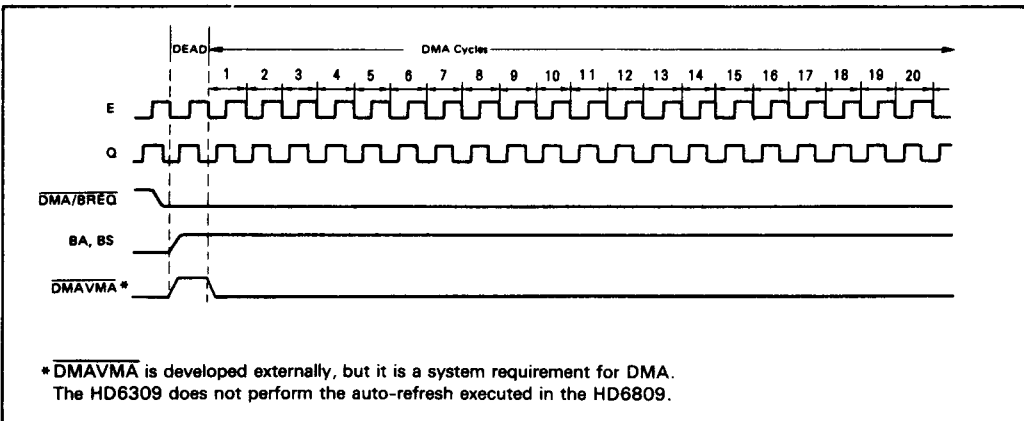 DEAD DMA Cycles
1 2 3 4 5 6 7 8 9 10 11 12 13 14 15 16 17 18 19 20
E
Q
DMA/BREQ
BA, BS
DMAVMA *
* DMAVMA is developed externally, but it is a system requirement for DMA.
The HD6309 does not perform the auto-refresh executed in the HD6809.